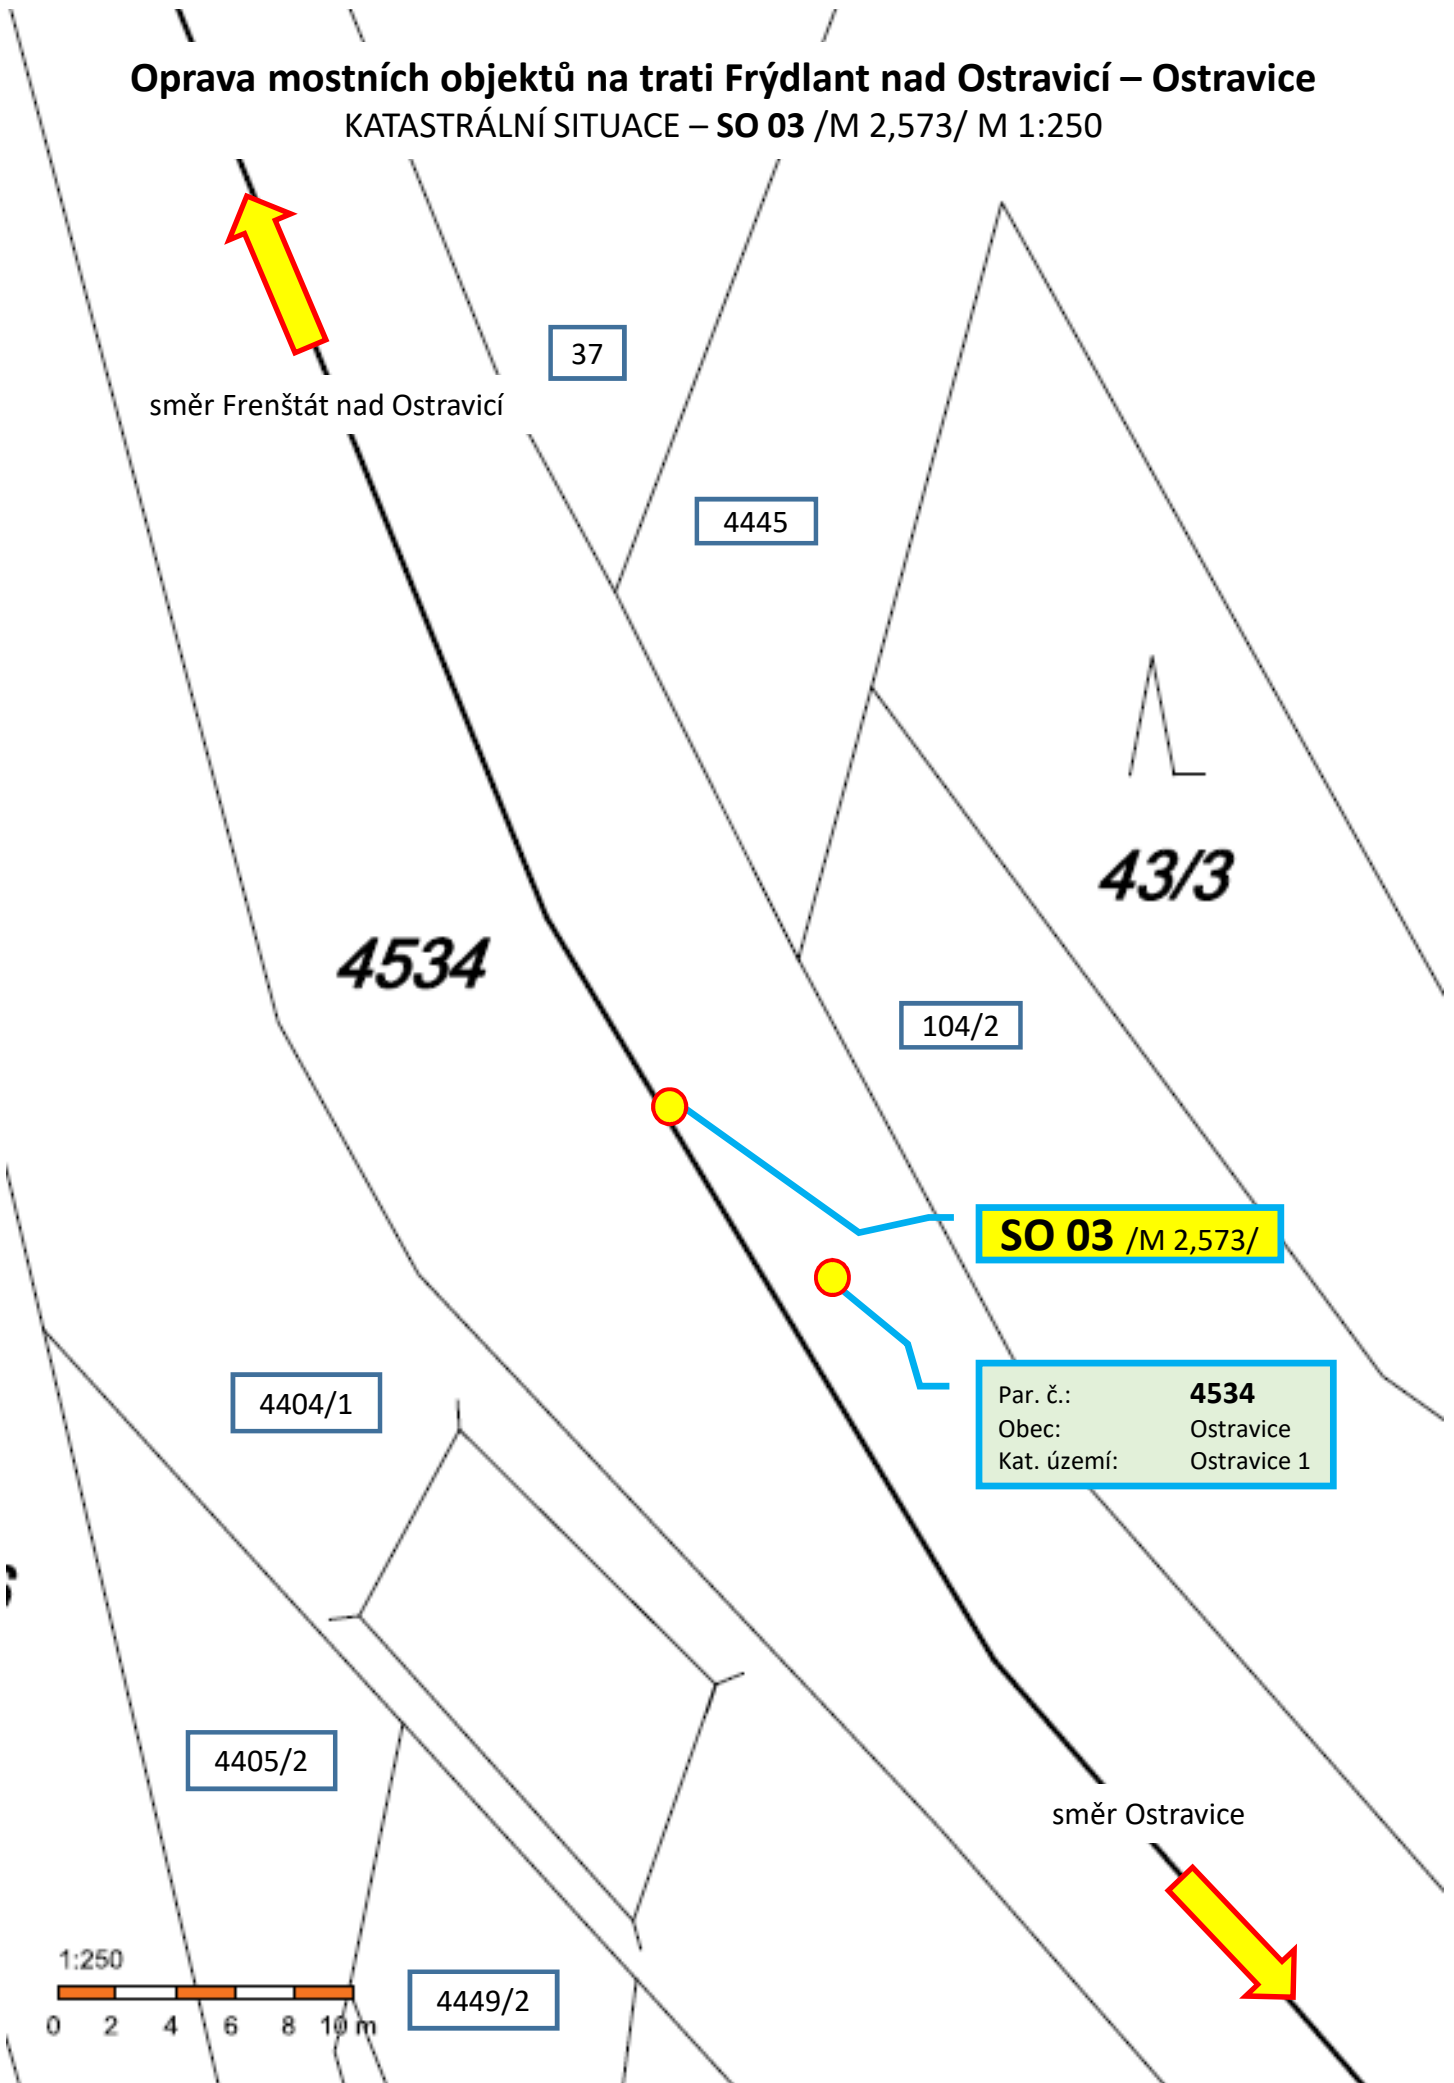 Oprava mostních objektů na trati Frýdlant nad Ostravicí – Ostravice
KATASTRÁLNÍ SITUACE – SO 03 /M 2,573/ M 1:250
37
směr Frenštát nad Ostravicí
4445
43/3
4534
104/2
SO 03 /M 2,573/
Par. č.: 4534
Obec: Ostravice
Kat. území: Ostravice 1
4404/1
4405/2
směr Ostravice
1:250
0 2 4 6 8 10 m
4449/2